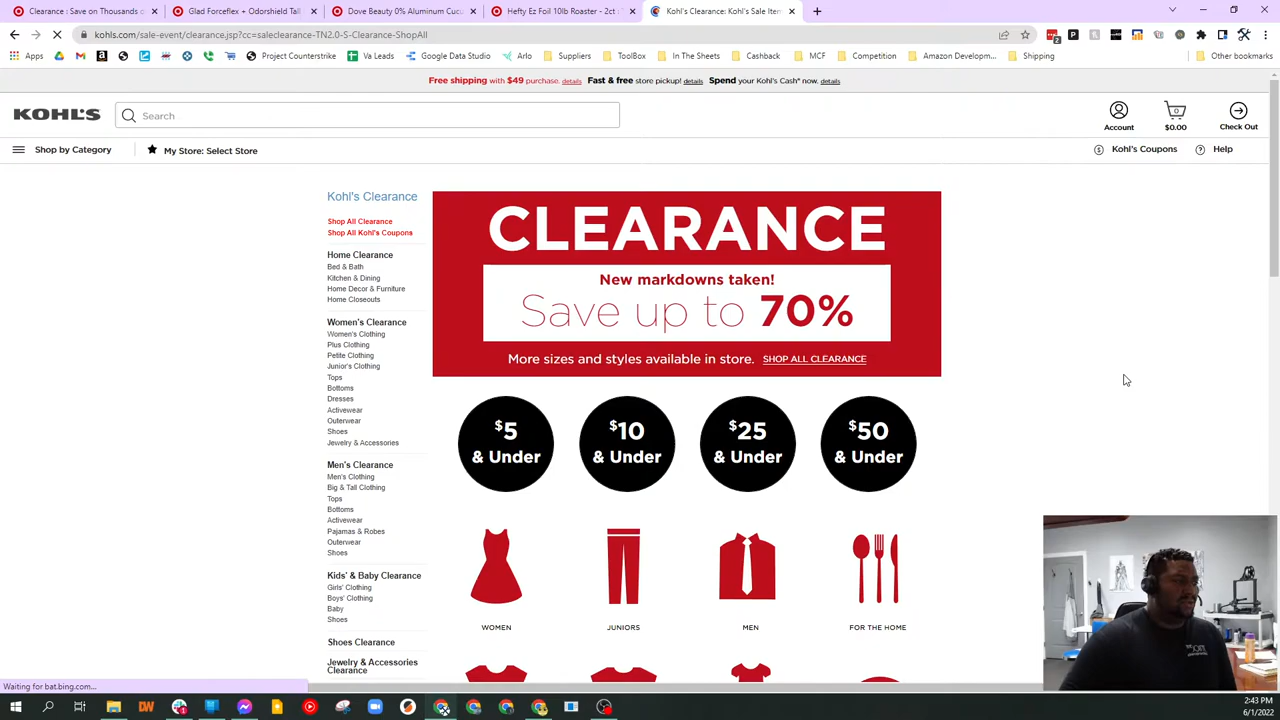 Clearance : Save on Thousands o
Glad Forceflex + Odorshield Tall
Dove Beauty 0% Aluminum Cucu
Hefty Ez Foil 10lb Roaster - 2ct :
Kohl's Clearance: Kohl's Sale Item
kohls.com/sale-event/clearance.jsp?cc=saleclearance-TN2.0-S-Clearance-ShopAll
Apps
Connected Prosper
Va Leads
Google Data Studio
Arlo
Suppliers
ToolBox
In The Sheets
Cashback
MCF
Competition
Amazon Develop...
Shipping
Other bookmarks
Free shipping with $49 purchase. details Fast & free store pickup! details Spend your Kohl's Cash® now. details
KOHL'S
Search
Account
0
$0.00
Check Out
Shop by Category
My Store: Select Store
Kohl's Coupons
Help
Kohl's Clearance
Shop All Clearance
Shop All Kohl's Coupons
Home Clearance
Bed & Bath
Kitchen & Dining
Home Decor & Furniture
Home Closeouts
Women's Clearance
Women's Clothing
Plus Clothing
Petite Clothing
Junior's Clothing
Tops
Bottoms
Dresses
Activewear
Outerwear
Shoes
Jewelry & Accessories
Men's Clearance
Men's Clothing
Big & Tall Clothing
Tops
Bottoms
Activewear
Pajamas & Robes
Outerwear
Shoes
Kids' & Baby Clearance
Girls' Clothing
Boys' Clothing
Baby
Shoes
Shoes Clearance
Jewelry & Accessories
Clearance
CLEARANCE
New markdowns taken!
Save up to 70%
More sizes and styles available in store. SHOP ALL CLEARANCE
$5 & Under
$10 & Under
$25 & Under
$50 & Under
WOMEN
JUNIORS
MEN
FOR THE HOME
Waiting for bat.bing.com...
2:43 PM
6/1/2022